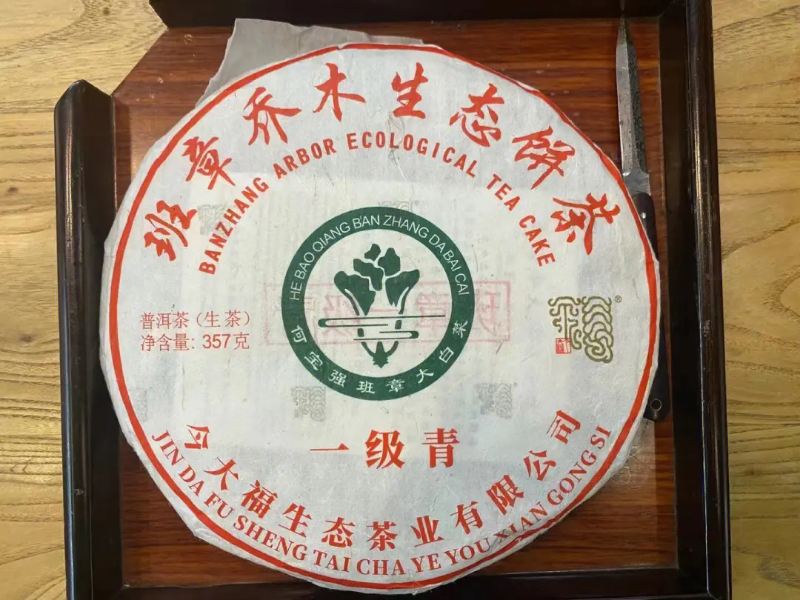 班章乔木生态饼茶
BANZHANG ARBOR ECOLOGICAL TEA CAKE
HE BAO QIANG BAN ZHANG DA BAI CAI
何宝强班章大白菜
普洱茶（生茶）
净含量: 357克
®
一级青
今大福生态茶业有限公司
JIN DA FU SHENG TAI CHA YE YOU XIAN GONG SI